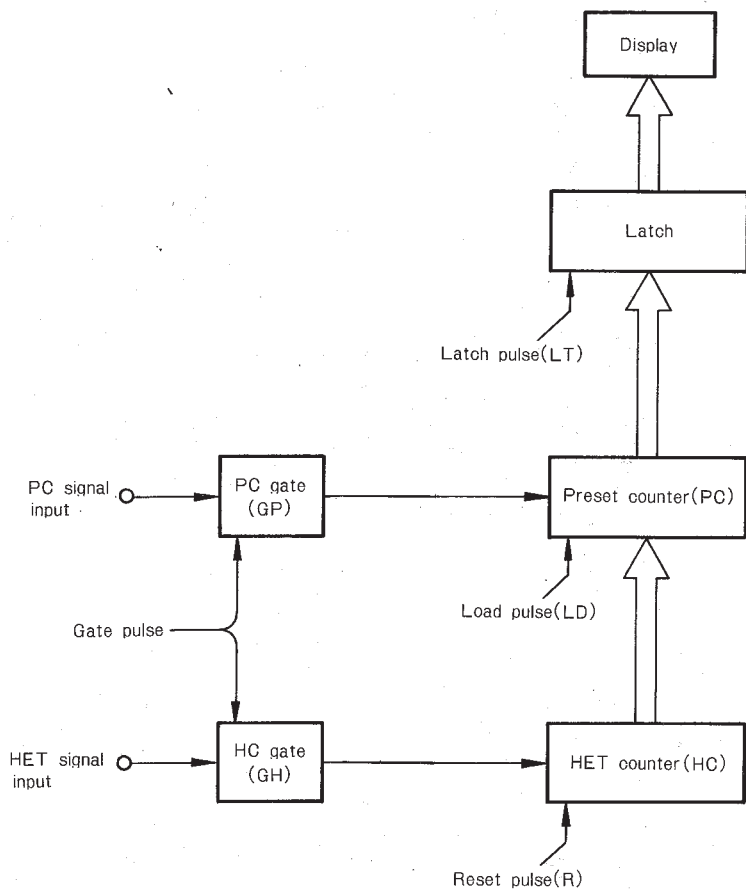 Display
Latch
Latch pulse(LT)
PC signal
input
PC gate
(GP)
Preset counter(PC)
Load pulse(LD)
Gate pulse
HET signal
input
HC gate
(GH)
HET counter(HC)
Reset pulse(R)